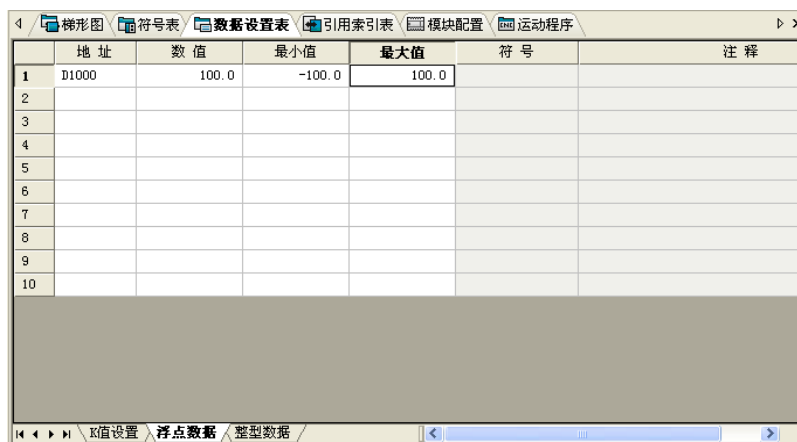 梯形图 符号表 数据设置表 引用索引表 模块配置 运动程序
地 址 数 值 最小值 最大值 符 号 注 释
1 D1000 100.0 -100.0 100.0
2
3
4
5
6
7
8
9
10
K值设置 浮点数据 整型数据